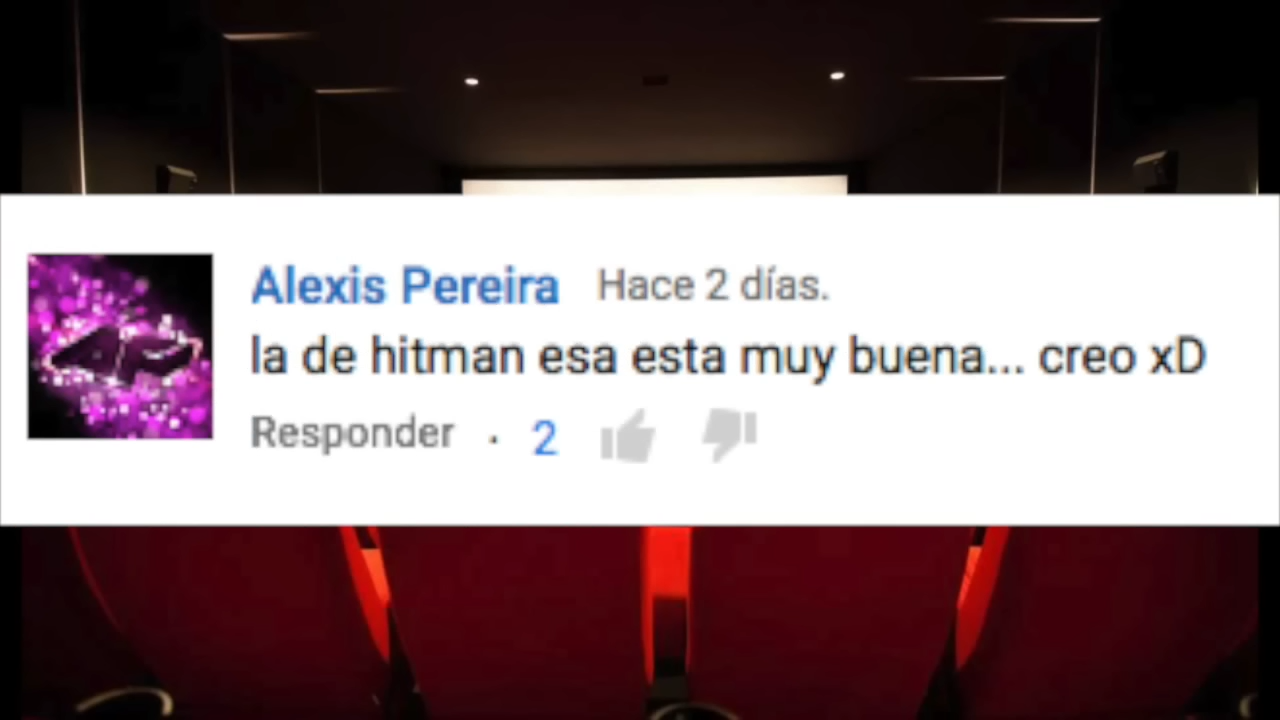 Alexis Pereira Hace 2 días.
la de hitman esa esta muy buena... creo xD
Responder · 2